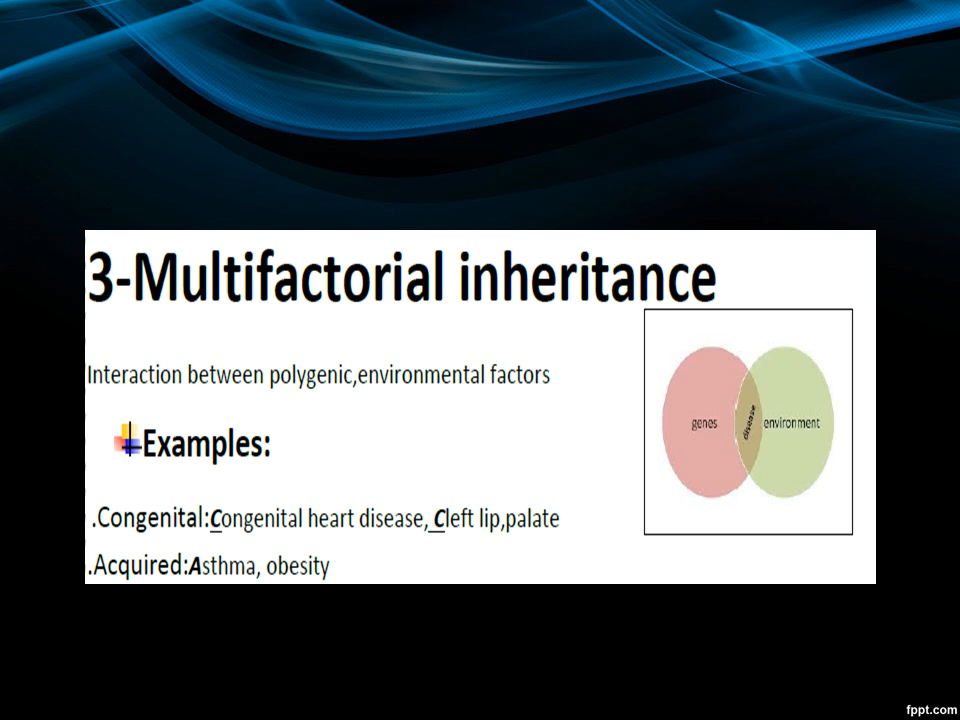 3-Multifactorial inheritance
Interaction between polygenic,environmental factors
Examples:
.Congenital:Congenital heart disease, Cleft lip,palate
.Acquired:Asthma, obesity
genes
disease
environment
fppt.com